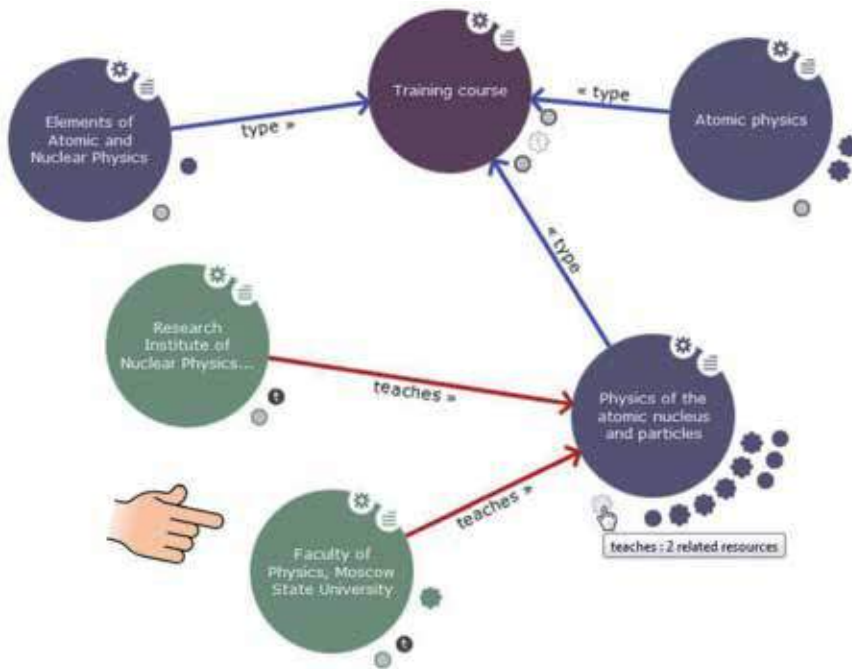 Training course
Elements of
Atomic and
Nuclear Physics
type »
« type
Atomic physics
« type
Research
Institute of
Nuclear Physics...
teaches »
Physics of the
atomic nucleus
and particles
teaches »
teaches : 2 related resources
Faculty of
Physics, Moscow
State University